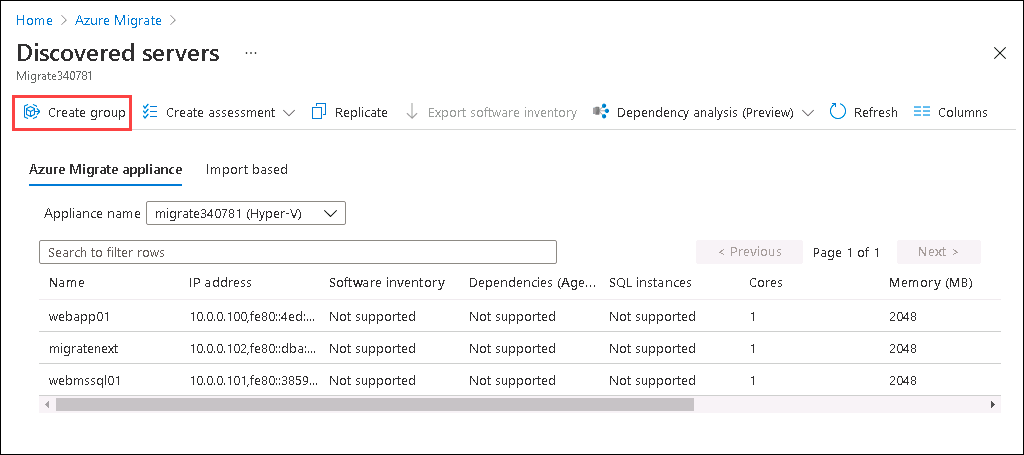 Home > Azure Migrate >
Discovered servers ...
Migrate340781
Create group Create assessment Replicate Export software inventory Dependency analysis (Preview) Refresh Columns
Azure Migrate appliance Import based
Appliance name migrate340781 (Hyper-V)
Search to filter rows < Previous Page 1 of 1 Next >
Name IP address Software inventory Dependencies (Age... SQL instances Cores Memory (MB)
webapp01 10.0.0.100,fe80::4ed:... Not supported Not supported Not supported 1 2048
migratenext 10.0.0.102,fe80::dba:... Not supported Not supported Not supported 1 2048
webmssql01 10.0.0.101,fe80::3859... Not supported Not supported Not supported 1 2048